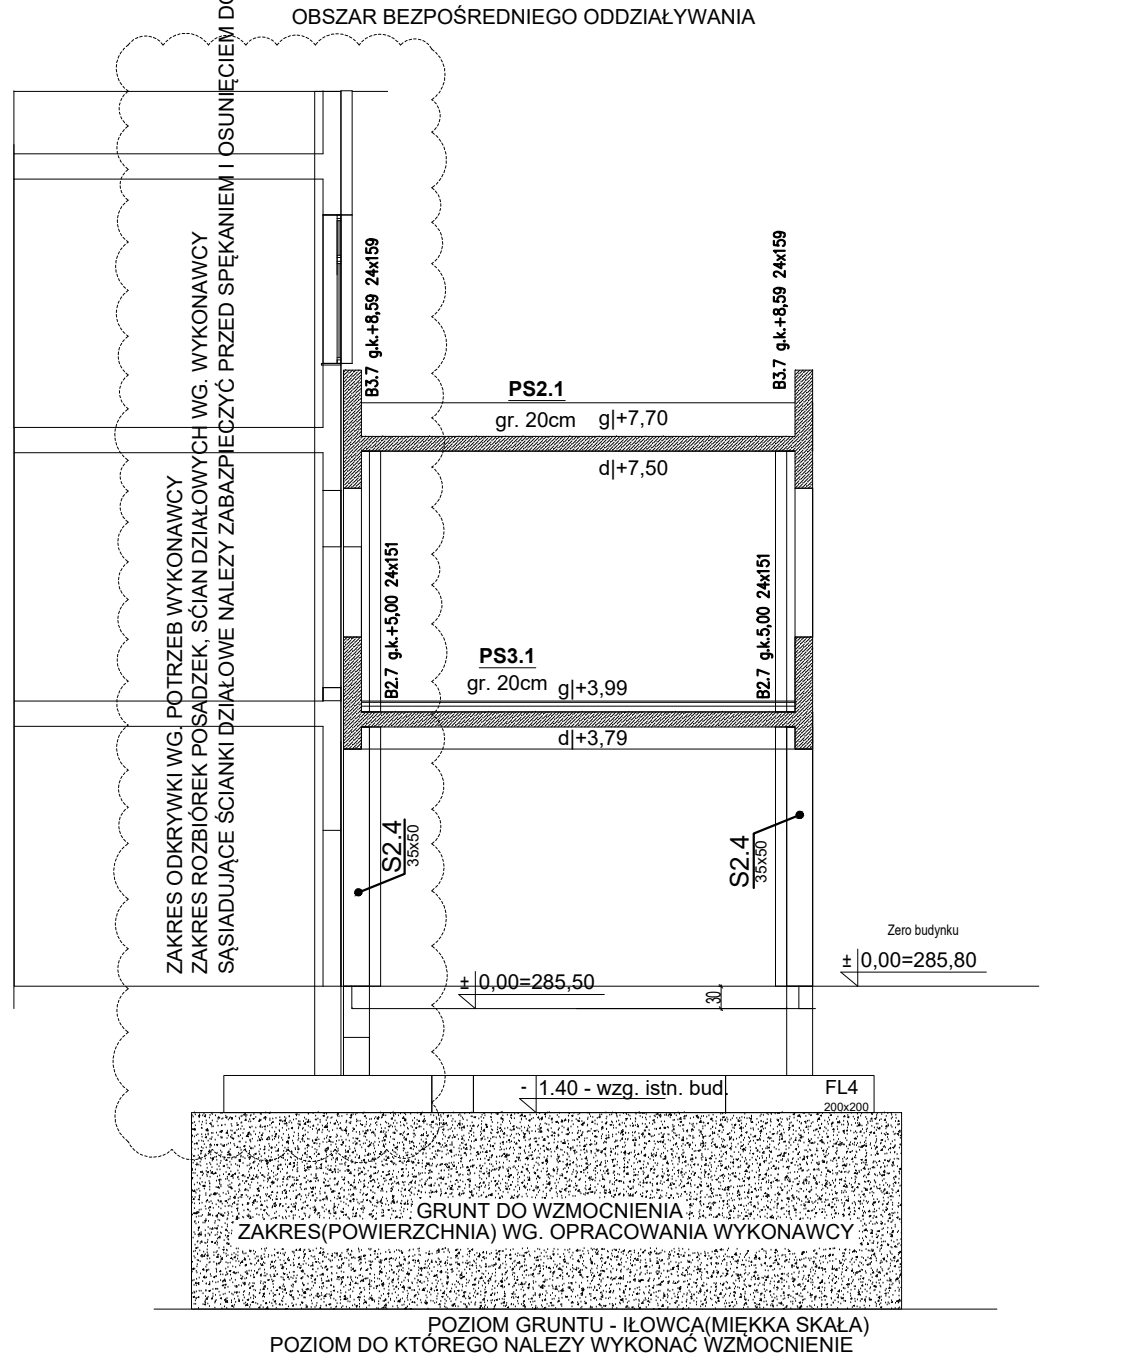 OBSZAR BEZPOŚREDNIEGO ODDZIAŁYWANIA
ZAKRES ODKRYWKI WG. POTRZEB WYKONAWCY
ZAKRES ROZBIÓREK POSADZEK, SĆIAN DZIAŁOWYCH WG. WYKONAWCY
SĄSIADUJĄCE ŚCIANKI DZIAŁOWE NALEZY ZABAZPIECZYĆ PRZED SPĘKANIEM I OSUNIĘCIEM DO
B3.7 g.k.+8,59 24x159
B3.7 g.k.+8,59 24x159
PS2.1
gr. 20cm g|+7,70
d|+7,50
B2.7 g.k.+5,00 24x151
B2.7 g.k.5,00 24x151
PS3.1
gr. 20cm g|+3,99
d|+3,79
S2.4
35x50
S2.4
35x50
Zero budynku
± 0,00=285,80
± 0,00=285,50
30
- 1.40 - wzg. istn. bud.
FL4
200x200
GRUNT DO WZMOCNIENIA
ZAKRES(POWIERZCHNIA) WG. OPRACOWANIA WYKONAWCY
POZIOM GRUNTU - IŁOWCA(MIĘKKA SKAŁA)
POZIOM DO KTÓREGO NALEZY WYKONAĆ WZMOCNIENIE